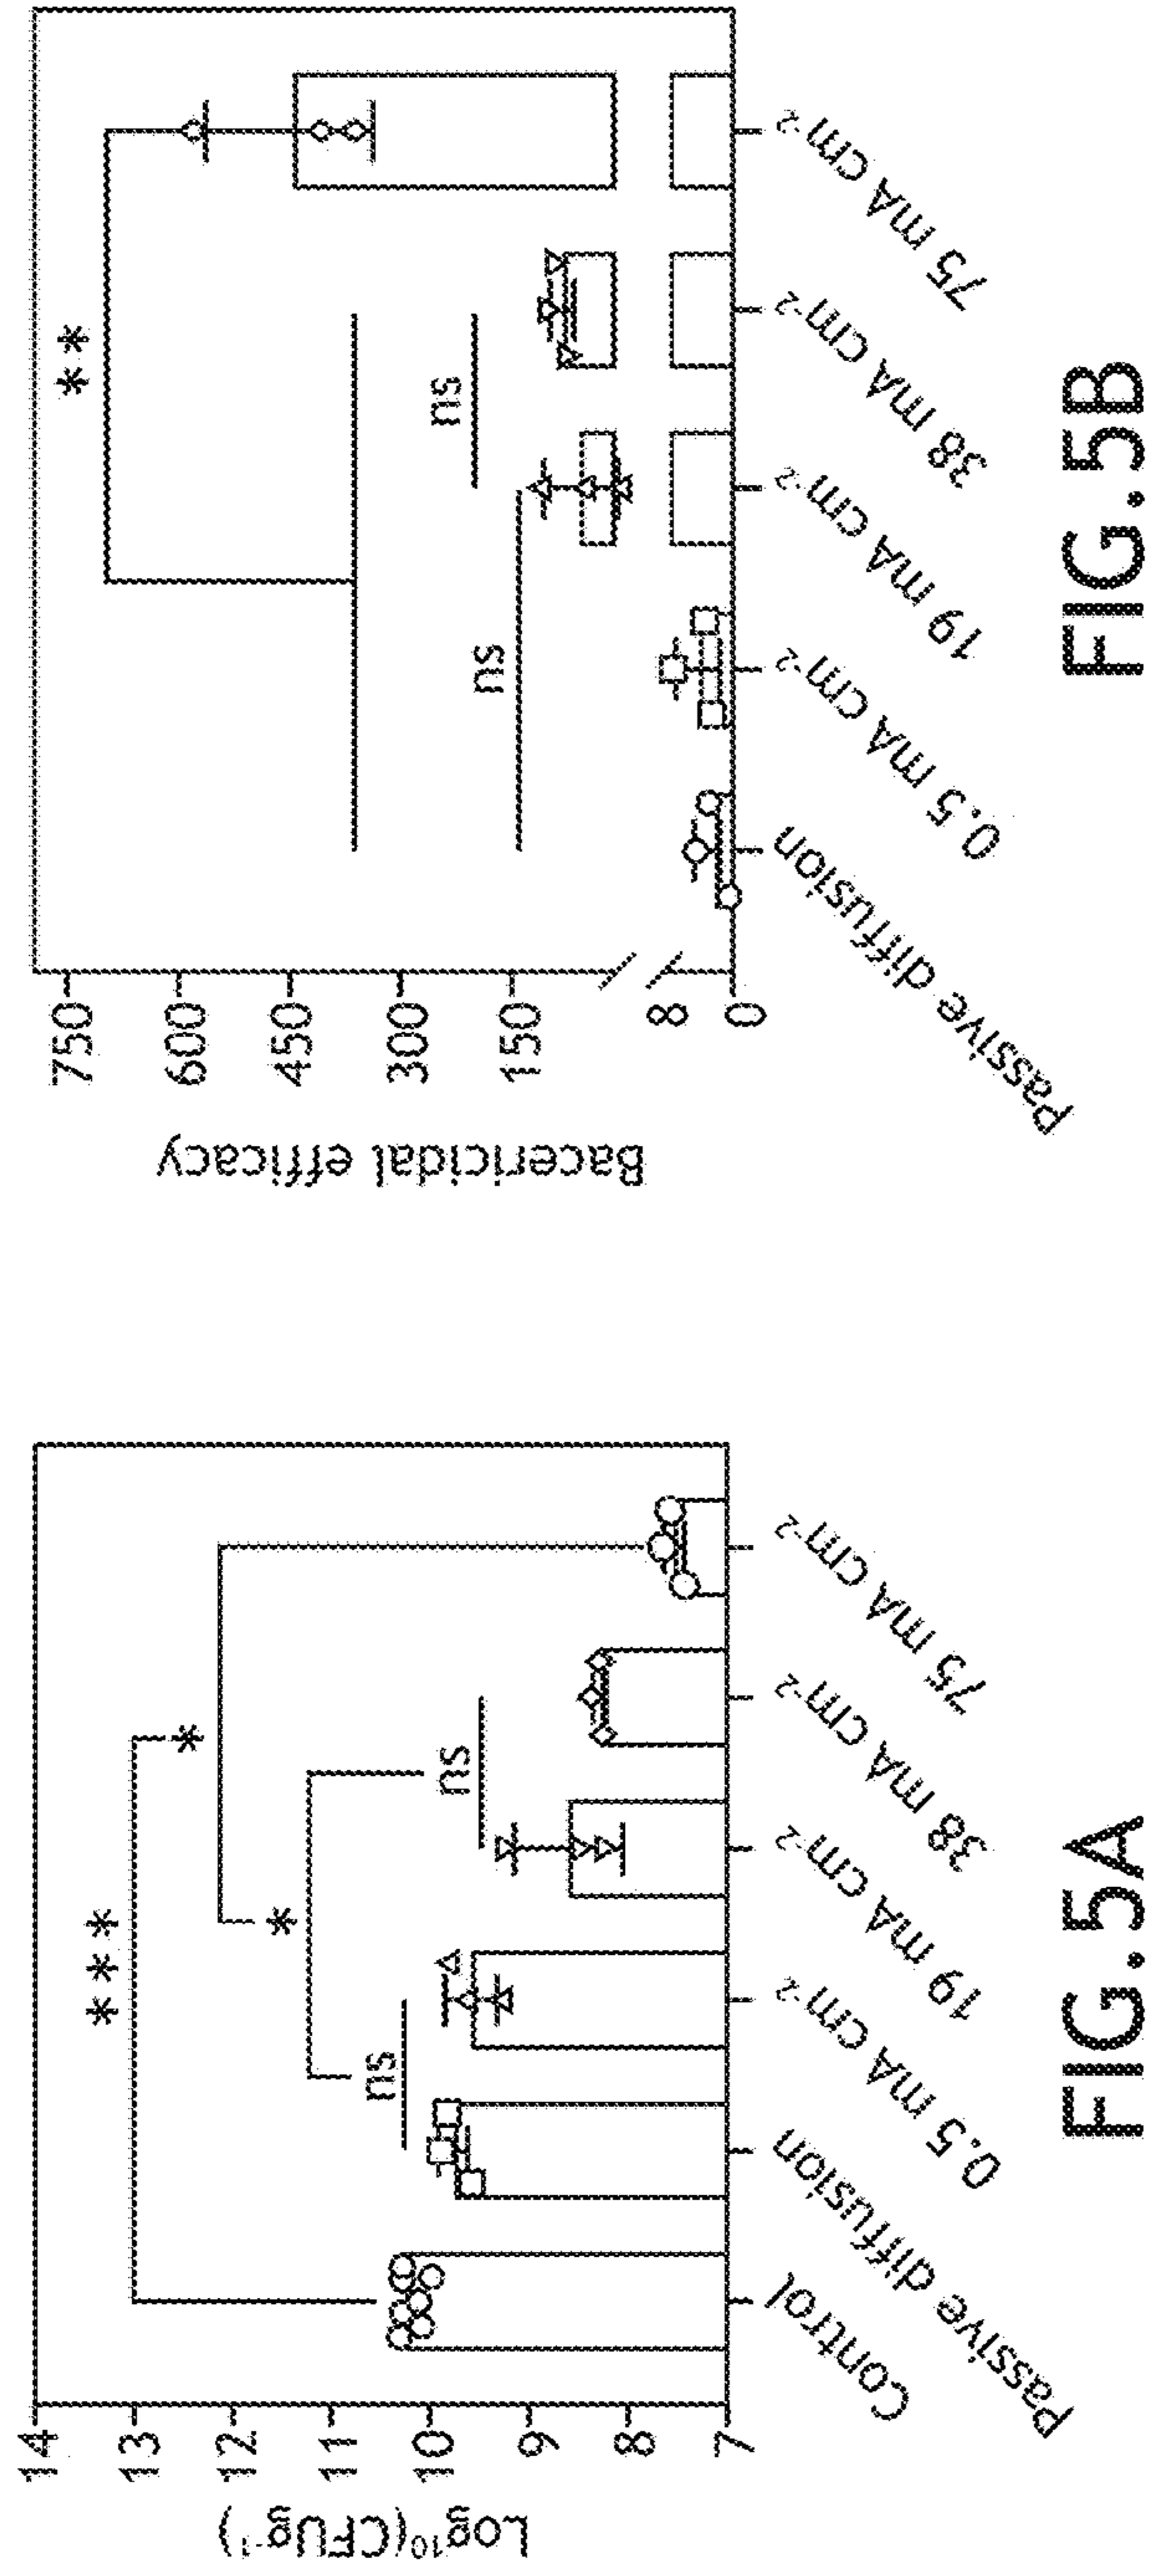 Log¹⁰(CFUg⁻¹)
14
13
12
11
10
9
8
7
***
*
*
ns
ns
Control
Passive diffusion
0.5 mA cm⁻²
19 mA cm⁻²
38 mA cm⁻²
75 mA cm⁻²
FIG.5A
Bacericidal efficacy
750
600
450
300
150
8
0
**
ns
ns
Passive diffusion
0.5 mA cm⁻²
19 mA cm⁻²
38 mA cm⁻²
75 mA cm⁻²
FIG.5B